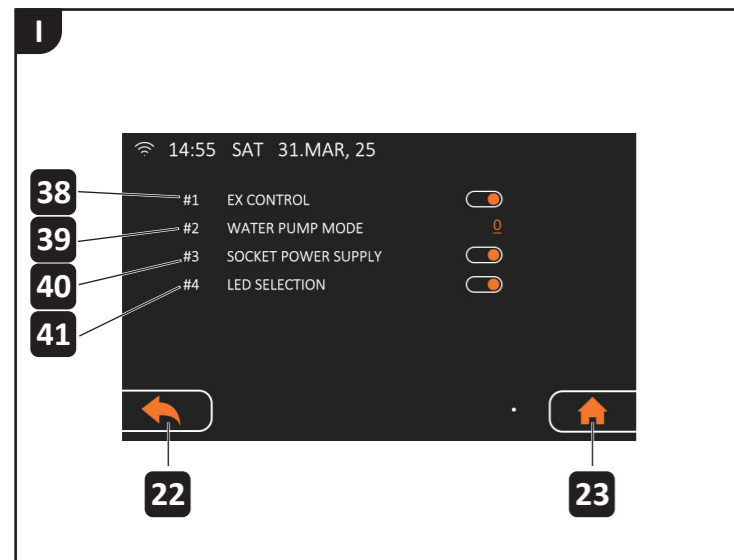 I
14:55 SAT 31.MAR, 25
38 #1 EX CONTROL
39 #2 WATER PUMP MODE 0
40 #3 SOCKET POWER SUPPLY
41 #4 LED SELECTION
22 23